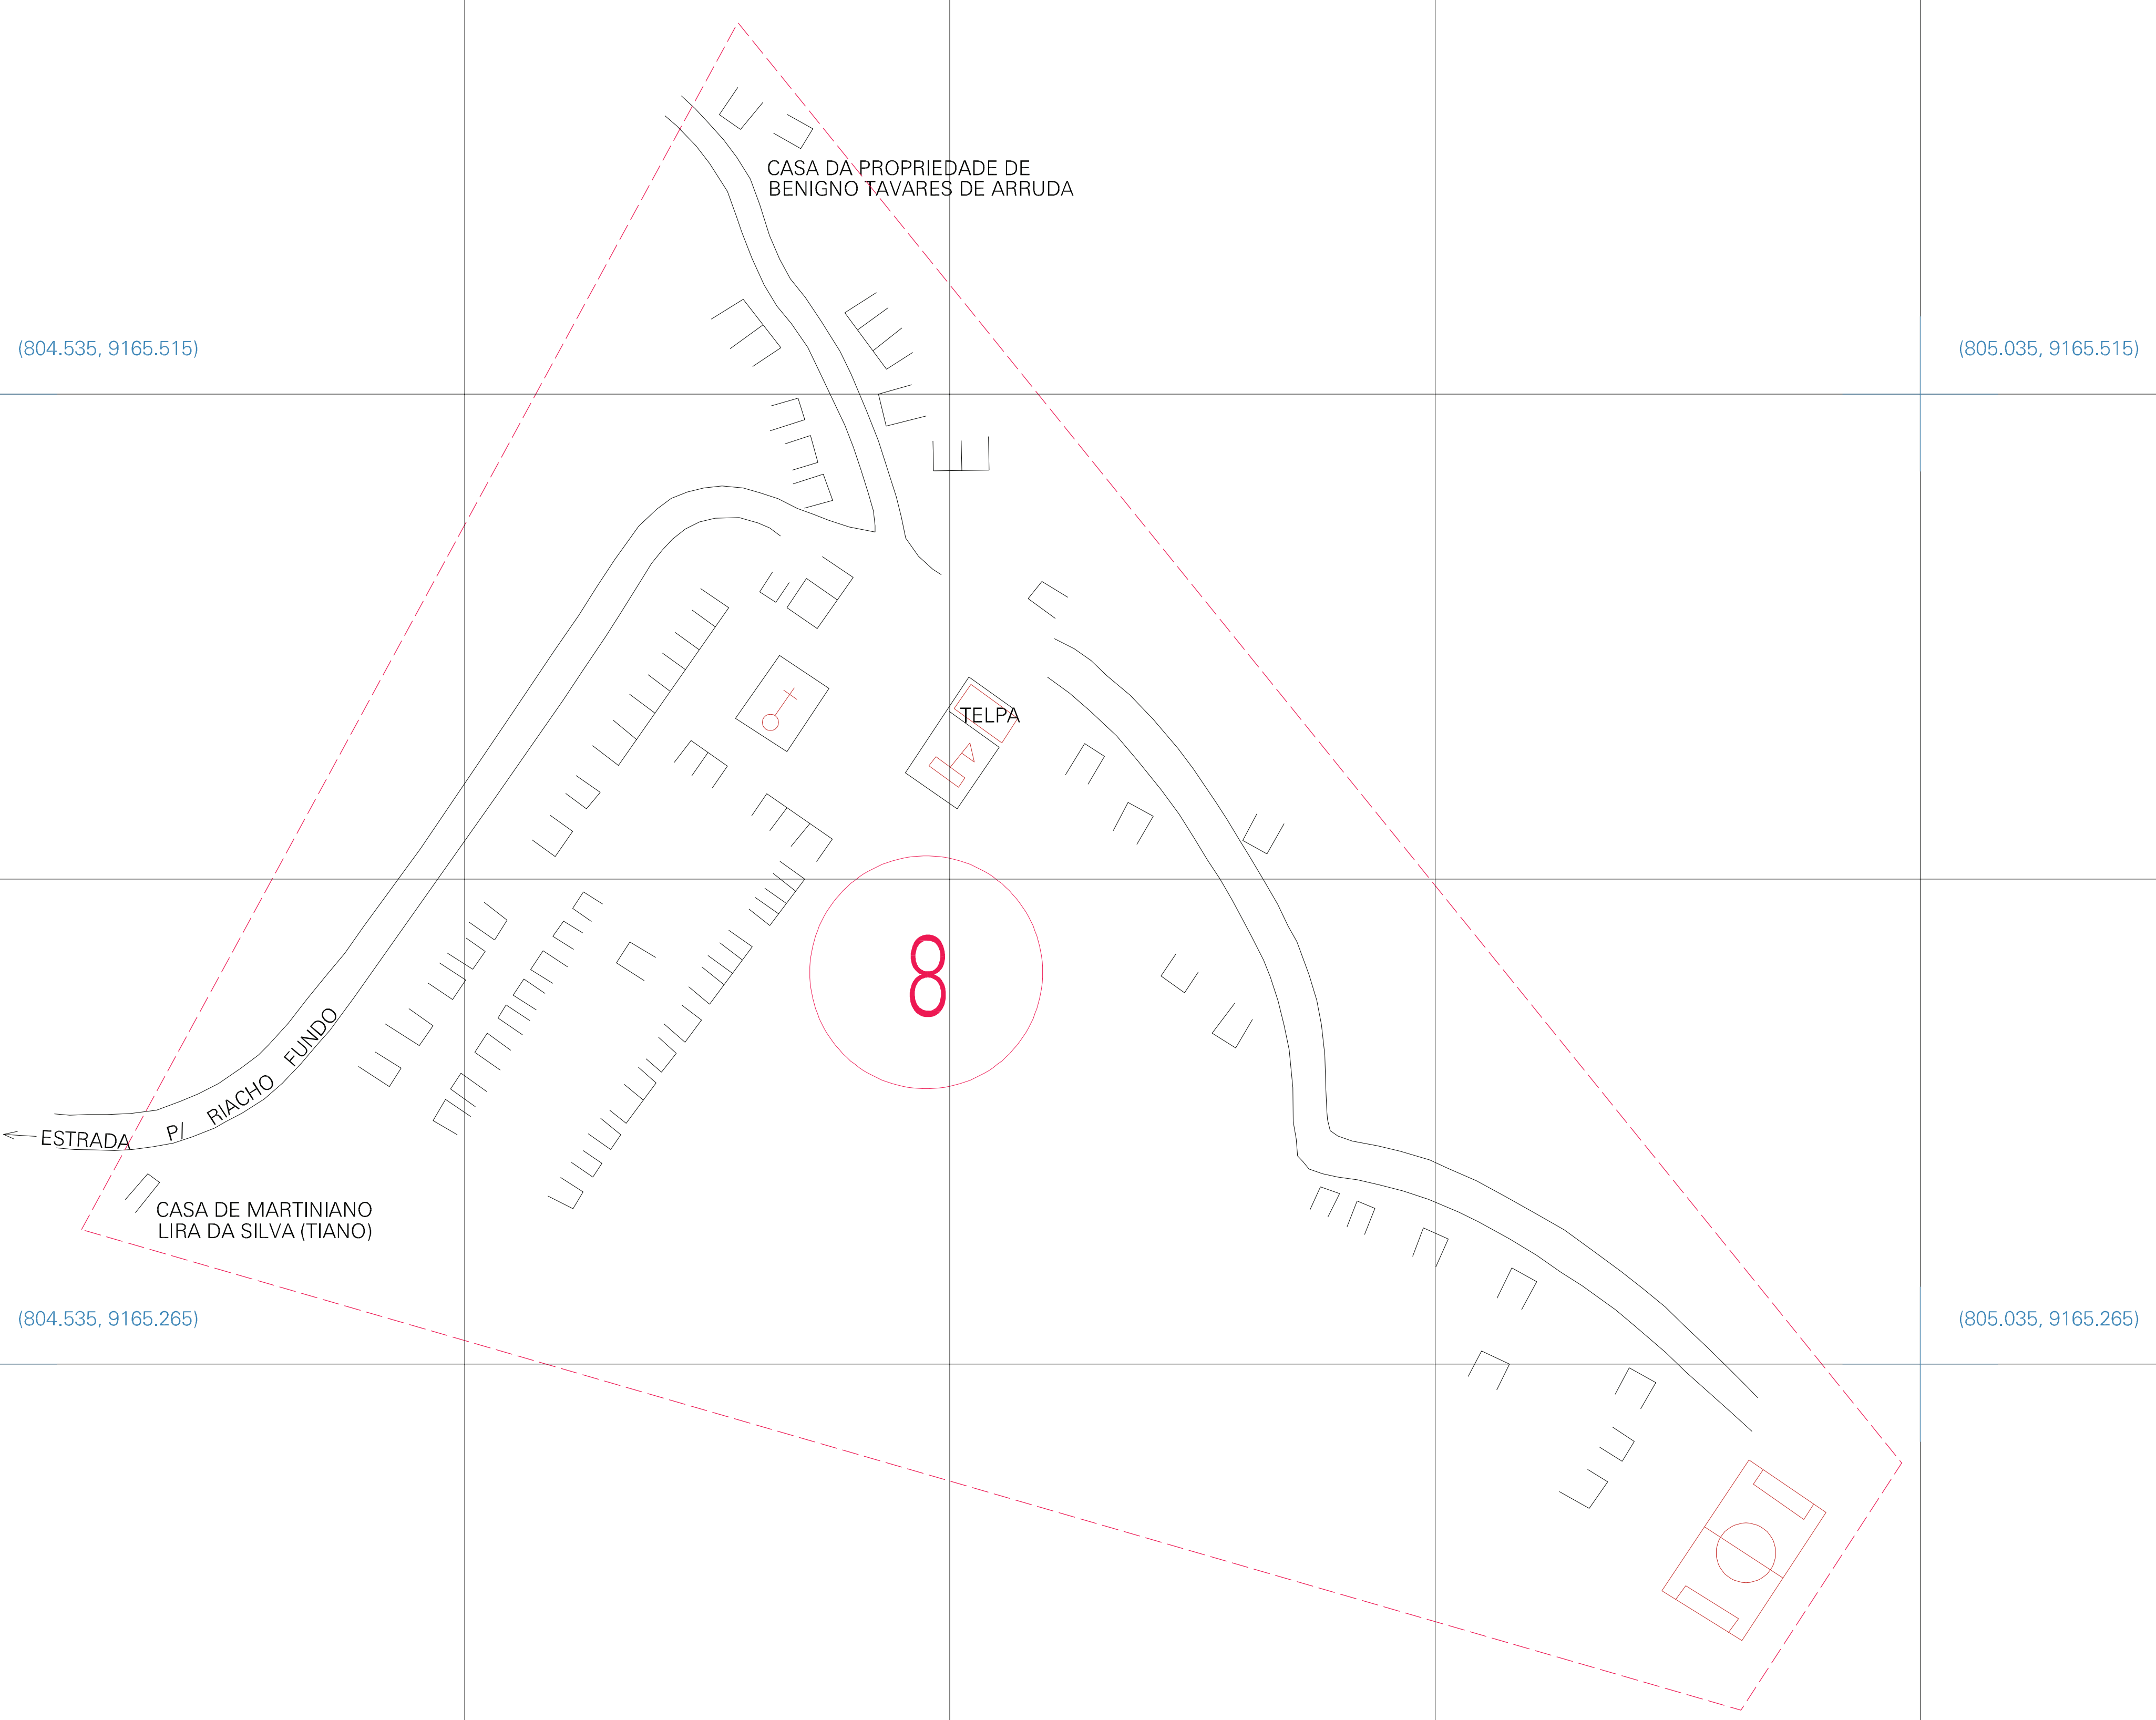 CASA DA PROPRIEDADE DE
BENIGNO TAVARES DE ARRUDA
(804.535, 9165.515)
(805.035, 9165.515)
TELPA
8
ESTRADA P/ RIACHO FUNDO
CASA DE MARTINIANO
LIRA DA SILVA (TIANO)
(804.535, 9165.265)
(805.035, 9165.265)